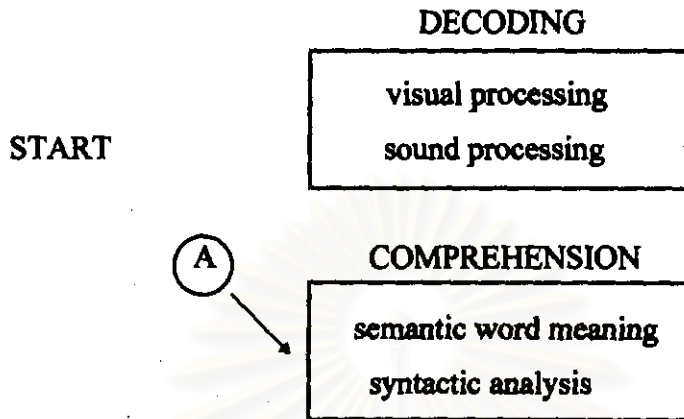 DECODING
visual processing
START
sound processing
A
COMPREHENSION
semantic word meaning
syntactic analysis